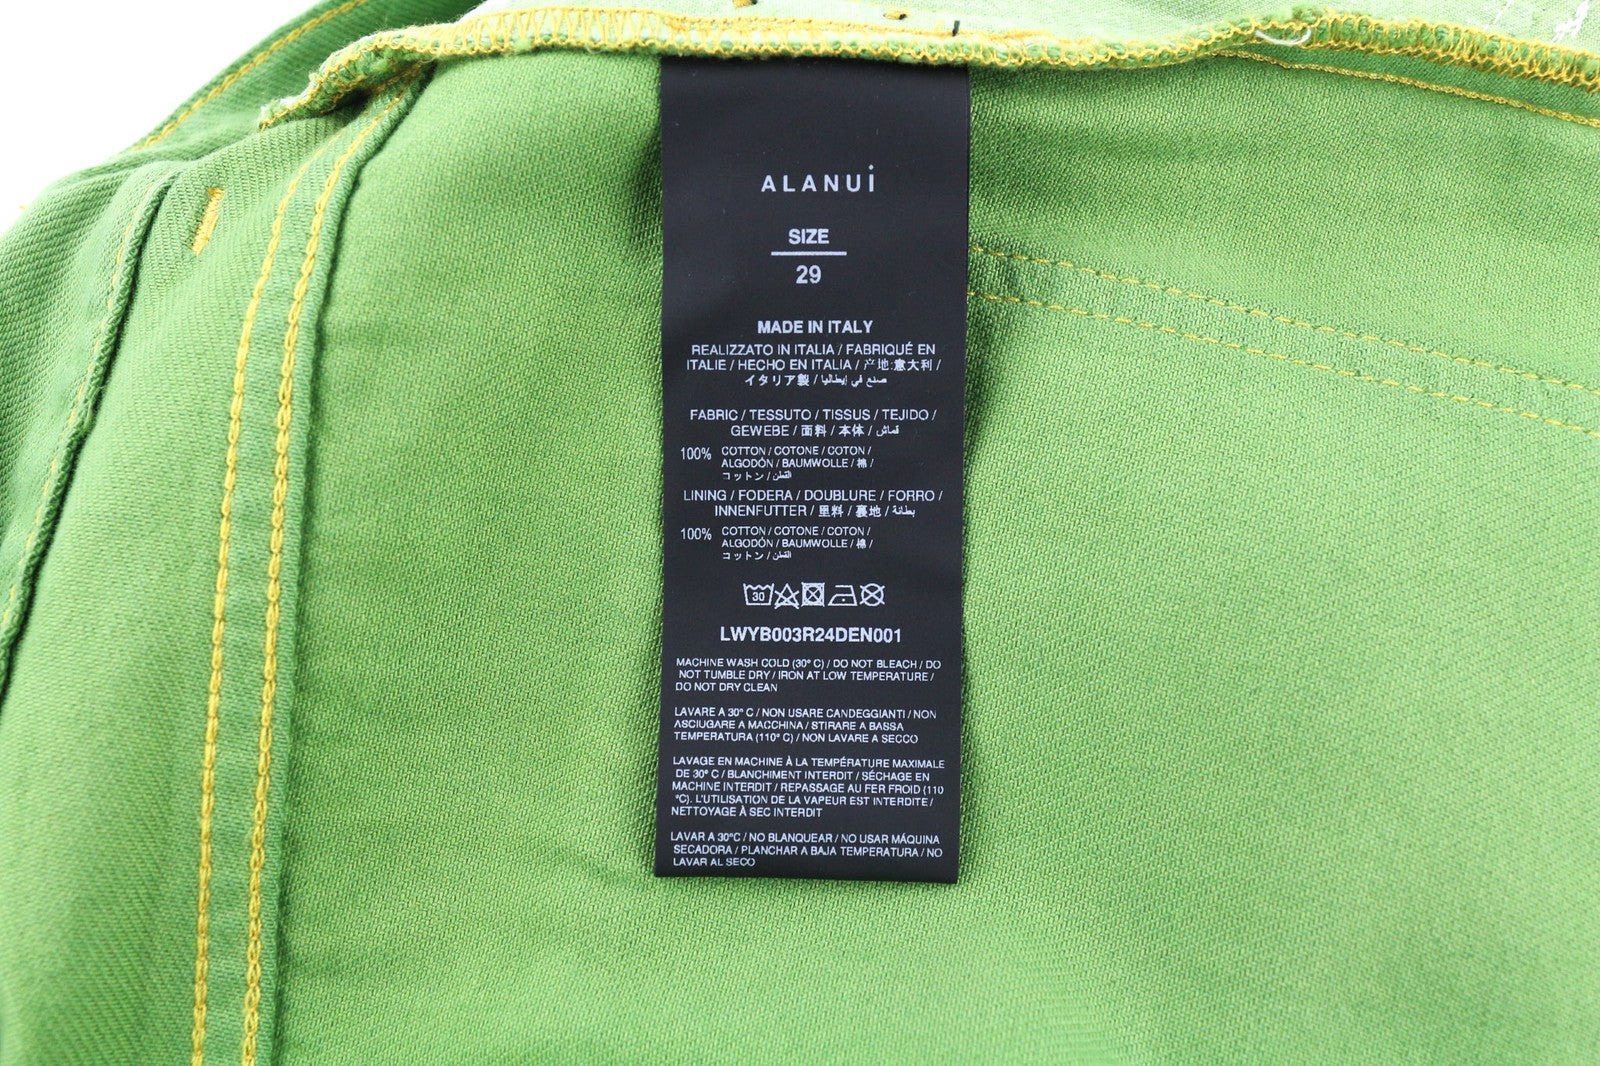 ALANUi
SIZE
29
MADE IN ITALY
REALIZZATO IN ITALIA / FABRIQUÉ EN
ITALIE / HECHO EN ITALIA / 产地:意大利 /
イタリア製 / صنع في إيطاليا
FABRIC / TESSUTO / TISSUS / TEJIDO /
GEWEBE / 面料 / 本体 / قماش
100% COTTON / COTONE / COTON /
ALGODÓN / BAUMWOLLE / 棉 /
コットン / القطن
LINING / FODERA / DOUBLURE / FORRO /
INNENFUTTER / 里料 / 裏地 / بطانة
100% COTTON / COTONE / COTON /
ALGODÓN / BAUMWOLLE / 棉 /
コットン / القطن
30
LWYB003R24DEN001
MACHINE WASH COLD (30° C) / DO NOT BLEACH / DO
NOT TUMBLE DRY / IRON AT LOW TEMPERATURE /
DO NOT DRY CLEAN
LAVARE A 30° C / NON USARE CANDEGGIANTI / NON
ASCIUGARE A MACCHINA / STIRARE A BASSA
TEMPERATURA (110° C) / NON LAVARE A SECCO
LAVAGE EN MACHINE À LA TEMPÉRATURE MAXIMALE
DE 30° C / BLANCHIMENT INTERDIT / SÉCHAGE EN
MACHINE INTERDIT / REPASSAGE AU FER FROID (110
°C). L'UTILISATION DE LA VAPEUR EST INTERDITE /
NETTOYAGE À SEC INTERDIT
LAVAR A 30°C / NO BLANQUEAR / NO USAR MÁQUINA
SECADORA / PLANCHAR A BAJA TEMPERATURA / NO
LAVAR AL SECO